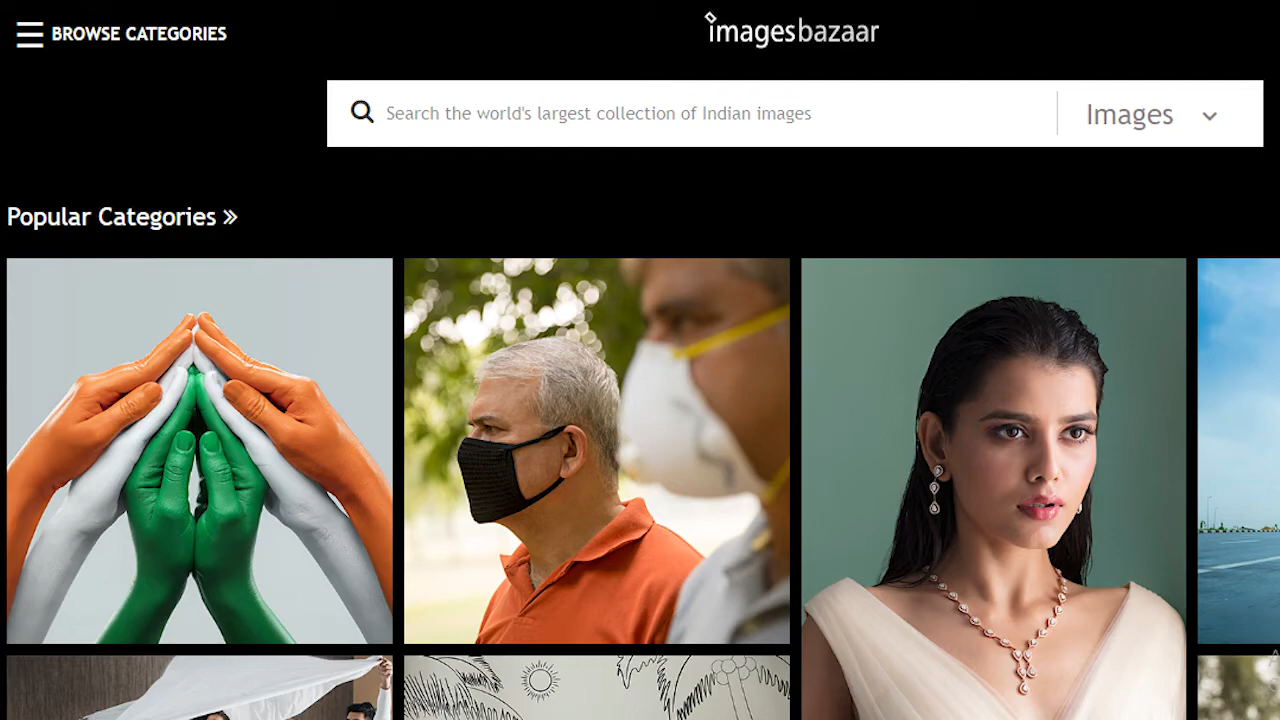 BROWSE CATEGORIES
imagesbazaar
Search the world's largest collection of Indian images
Images
Popular Categories